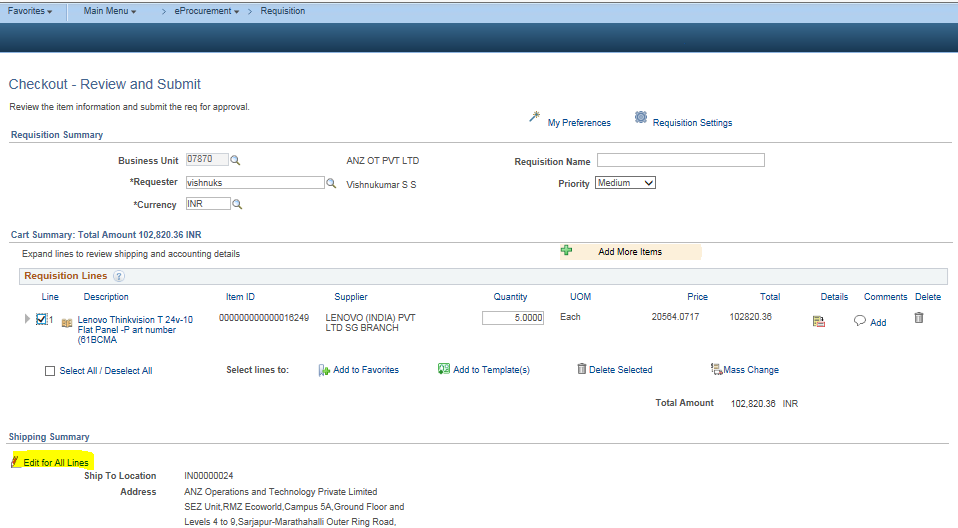 Favorites Main Menu > eProcurement > Requisition
Checkout - Review and Submit
Review the item information and submit the req for approval.
My Preferences Requisition Settings
Requisition Summary
Business Unit 07870 ANZ OT PVT LTD Requisition Name
*Requester vishnuks Vishnukumar S S Priority Medium
*Currency INR
Cart Summary: Total Amount 102,820.36 INR
Expand lines to review shipping and accounting details Add More Items
Requisition Lines ?
Line Description Item ID Supplier Quantity UOM Price Total Details Comments Delete
1 Lenovo Thinkvision T 24v-10 000000000000016249 LENOVO (INDIA) PVT 5.0000 Each 20564.0717 102820.36 Add
Flat Panel -P art number LTD SG BRANCH
(61BCMA
Select All / Deselect All Select lines to: Add to Favorites Add to Template(s) Delete Selected Mass Change
Total Amount 102,820.36 INR
Shipping Summary
Edit for All Lines
Ship To Location IN00000024
Address ANZ Operations and Technology Private Limited
SEZ Unit,RMZ Ecoworld,Campus 5A,Ground Floor and
Levels 4 to 9,Sarjapur-Marathahalli Outer Ring Road,